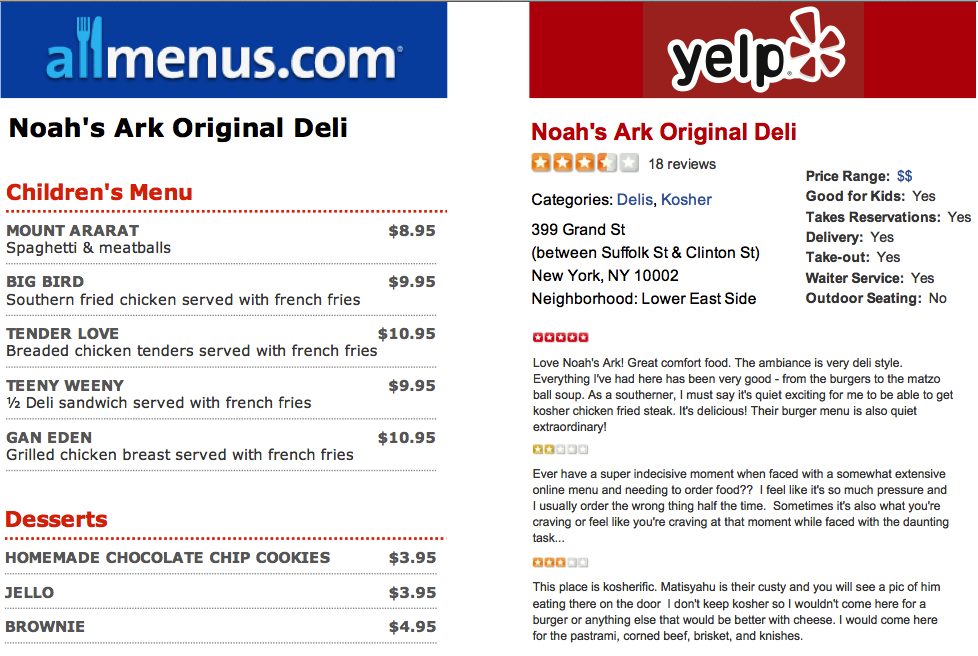 allmenus.com
Noah's Ark Original Deli
Children's Menu
MOUNT ARARAT $8.95
Spaghetti & meatballs
BIG BIRD $9.95
Southern fried chicken served with french fries
TENDER LOVE $10.95
Breaded chicken tenders served with french fries
TEENY WEENY $9.95
½ Deli sandwich served with french fries
GAN EDEN $10.95
Grilled chicken breast served with french fries
Desserts
HOMEMADE CHOCOLATE CHIP COOKIES $3.95
JELLO $3.95
BROWNIE $4.95
yelp
Noah's Ark Original Deli
18 reviews
Categories: Delis, Kosher
399 Grand St
(between Suffolk St & Clinton St)
New York, NY 10002
Neighborhood: Lower East Side
Price Range: $$
Good for Kids: Yes
Takes Reservations: Yes
Delivery: Yes
Take-out: Yes
Waiter Service: Yes
Outdoor Seating: No
Love Noah's Ark! Great comfort food. The ambiance is very deli style.
Everything I've had here has been very good - from the burgers to the matzo
ball soup. As a southerner, I must say it's quiet exciting for me to be able to get
kosher chicken fried steak. It's delicious! Their burger menu is also quiet
extraordinary!
Ever have a super indecisive moment when faced with a somewhat extensive
online menu and needing to order food?? I feel like it's so much pressure and
I usually order the wrong thing half the time. Sometimes it's also what you're
craving or feel like you're craving at that moment while faced with the daunting
task...
This place is kosherific. Matisyahu is their custy and you will see a pic of him
eating there on the door I don't keep kosher so I wouldn't come here for a
burger or anything else that would be better with cheese. I would come here
for the pastrami, corned beef, brisket, and knishes.